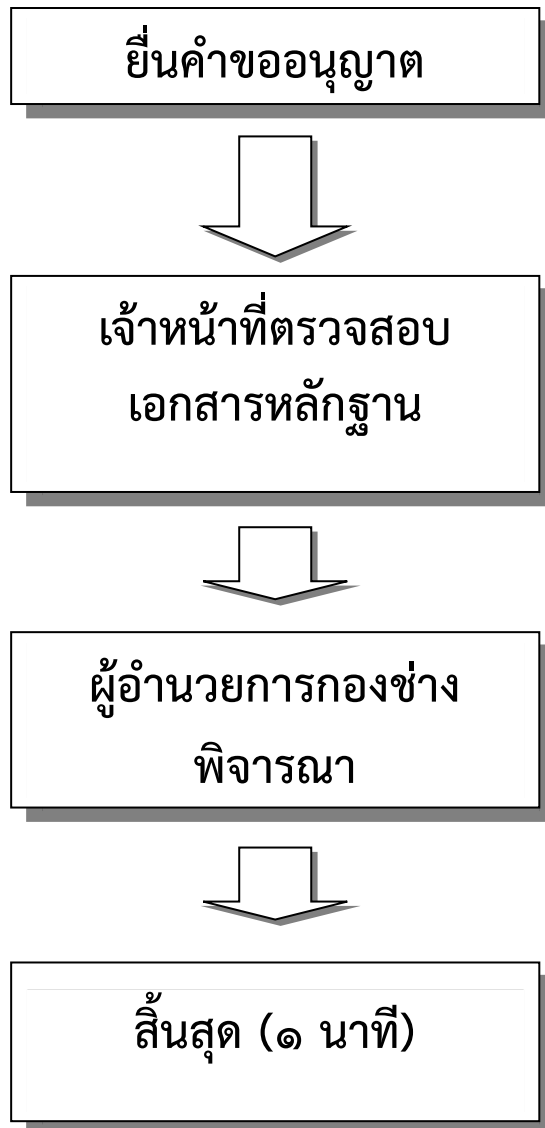 ยื่นคำขออนุญาต
เจ้าหน้าที่ตรวจสอบ
เอกสารหลักฐาน
ผู้อำนวยการกองช่าง
พิจารณา
สิ้นสุด (๑ นาที)